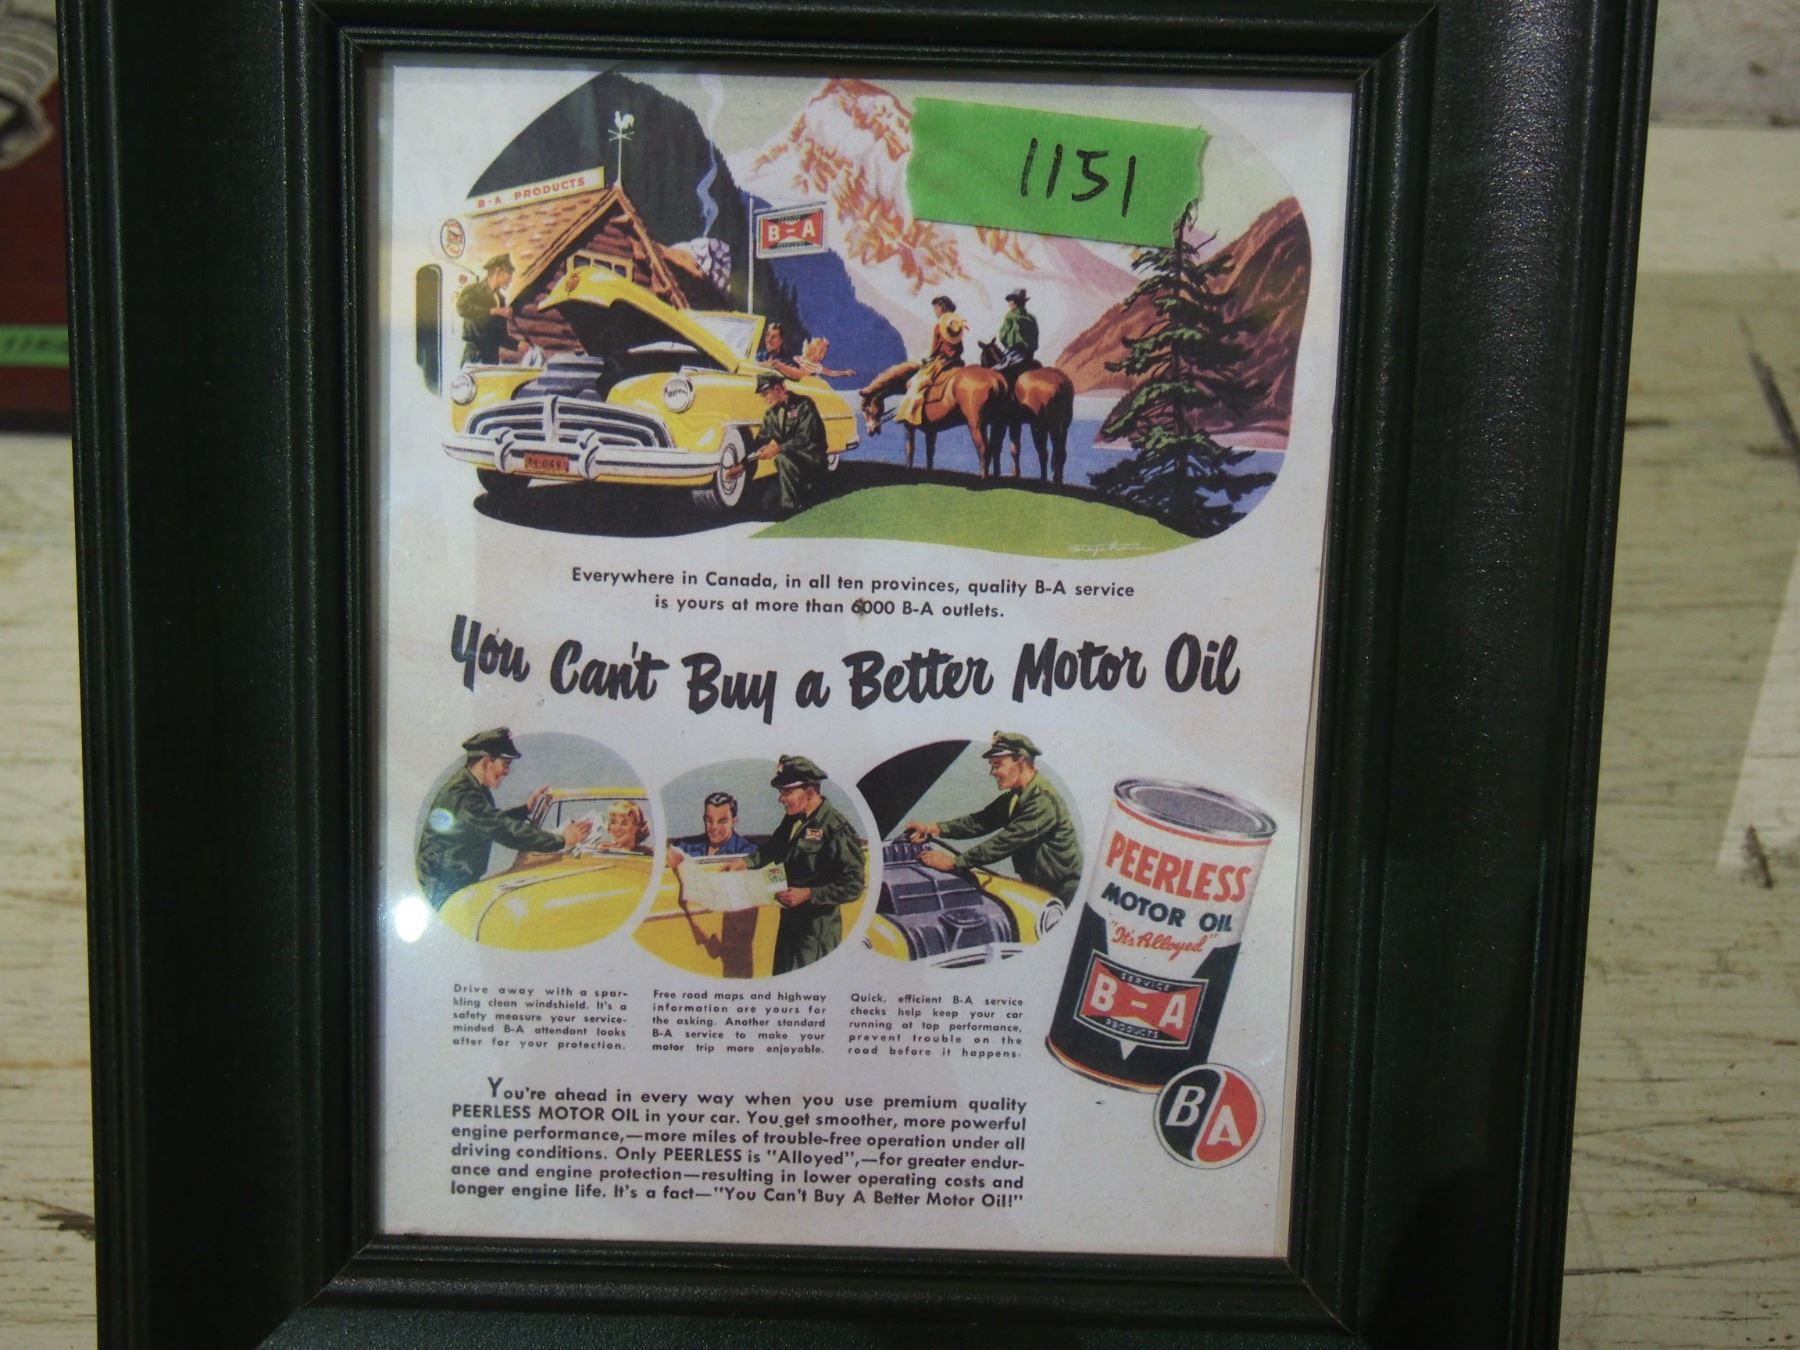 1151
B-A PRODUCTS
B-A
Everywhere in Canada, in all ten provinces, quality B-A service
is yours at more than 6000 B-A outlets.
You Can't Buy a Better Motor Oil
Drive away with a spar-
kling clean windshield. It's a
safety measure your service-
minded B-A attendant looks
after for your protection.
Free road maps and highway
information are yours for
the asking. Another standard
B-A service to make your
motor trip more enjoyable.
Quick, efficient B-A service
checks help keep your car
running at top performance,
prevent trouble on the
road before it happens.
PEERLESS
MOTOR OIL
"It's Alloyed"
SERVICE
B-A
PRODUCTS
BA
You're ahead in every way when you use premium quality
PEERLESS MOTOR OIL in your car. You get smoother, more powerful
engine performance,—more miles of trouble-free operation under all
driving conditions. Only PEERLESS is "Alloyed",—for greater endur-
ance and engine protection—resulting in lower operating costs and
longer engine life. It's a fact—"You Can't Buy A Better Motor Oil!"